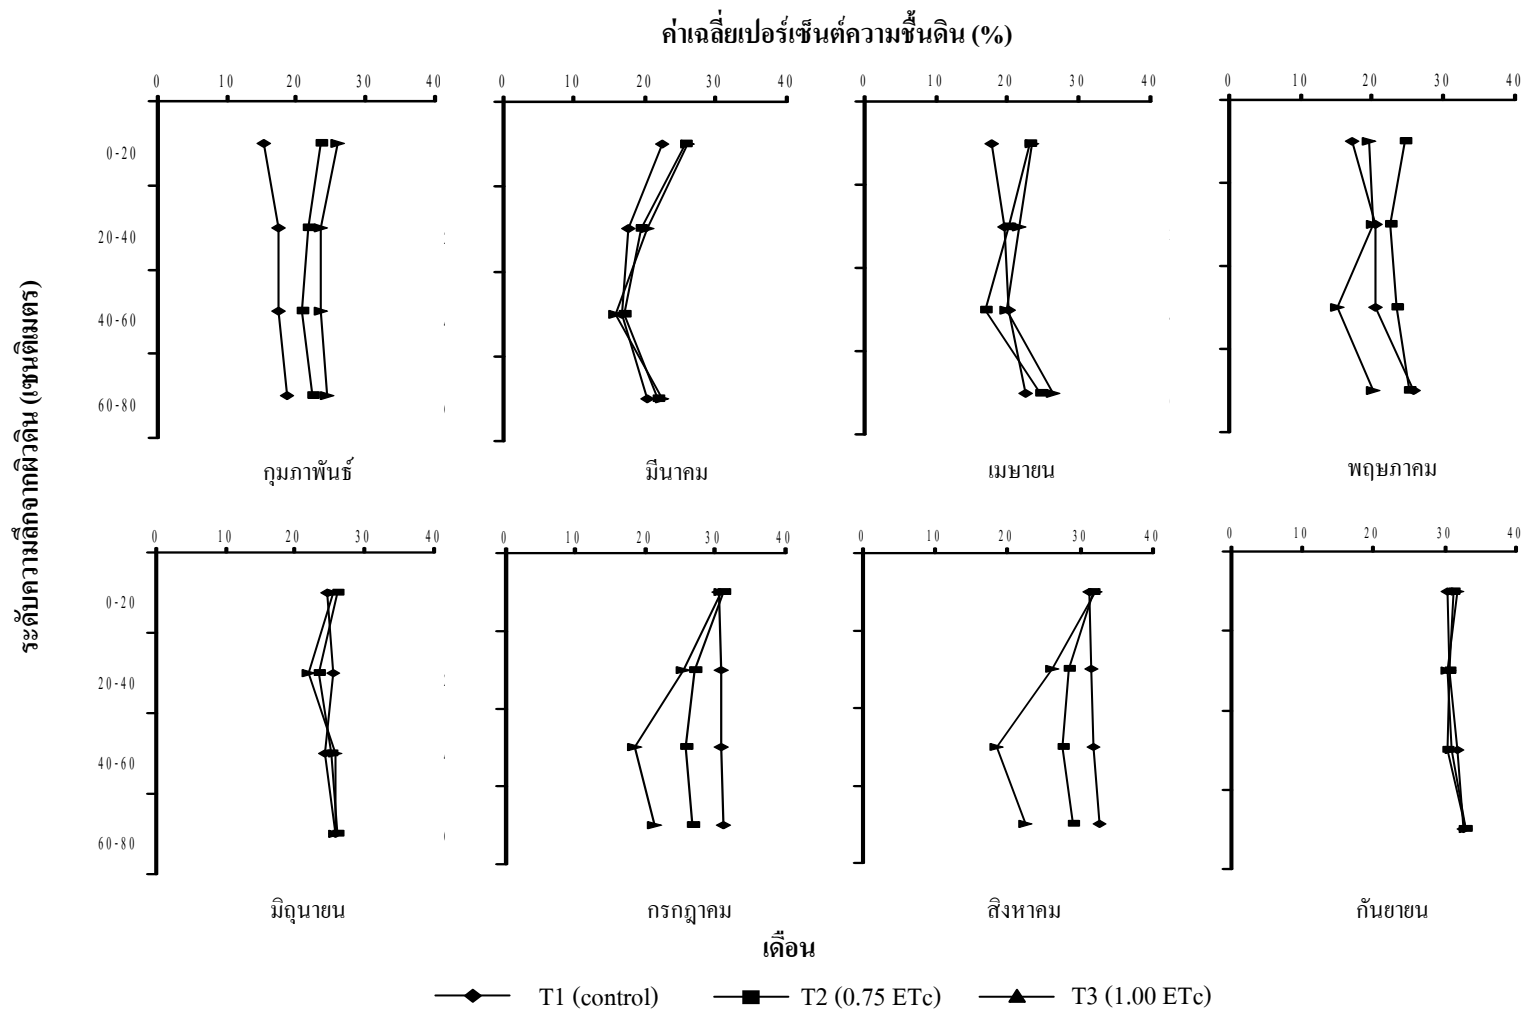 ค่าเฉลี่ยเปอร์เซ็นต์ความชื้นดิน (%)
0 10 20 30 40 0 10 20 30 40 0 10 20 30 40 0 10 20 30 40
0-20
20-40
40-60
60-80
ระดับความลึกจากผิวดิน (เซนติเมตร)
กุมภาพันธ์ มีนาคม เมษายน พฤษภาคม
0 10 20 30 40 0 10 20 30 40 0 10 20 30 40 0 10 20 30 40
0-20
20-40
40-60
60-80
มิถุนายน กรกฎาคม สิงหาคม กันยายน
เดือน
T1 (control) T2 (0.75 ETc) T3 (1.00 ETc)